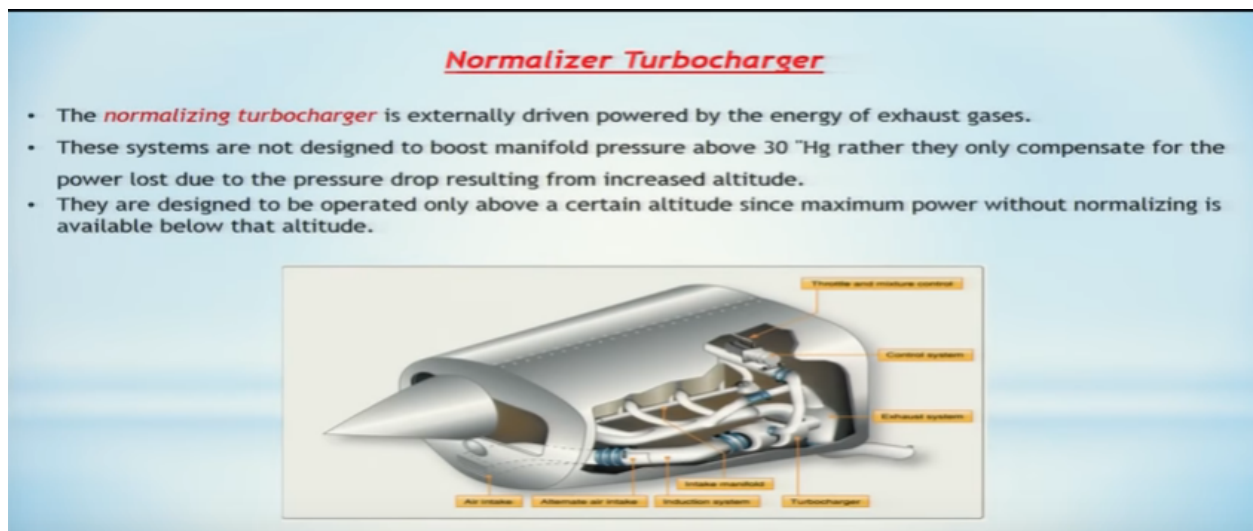 Normalizer Turbocharger
• The normalizing turbocharger is externally driven powered by the energy of exhaust gases.
• These systems are not designed to boost manifold pressure above 30 ˝Hg rather they only compensate for the
power lost due to the pressure drop resulting from increased altitude.
• They are designed to be operated only above a certain altitude since maximum power without normalizing is
available below that altitude.
Throttle and mixture control
Control system
Exhaust system
Intake manifold
Air intake Alternate air intake Induction system Turbocharger